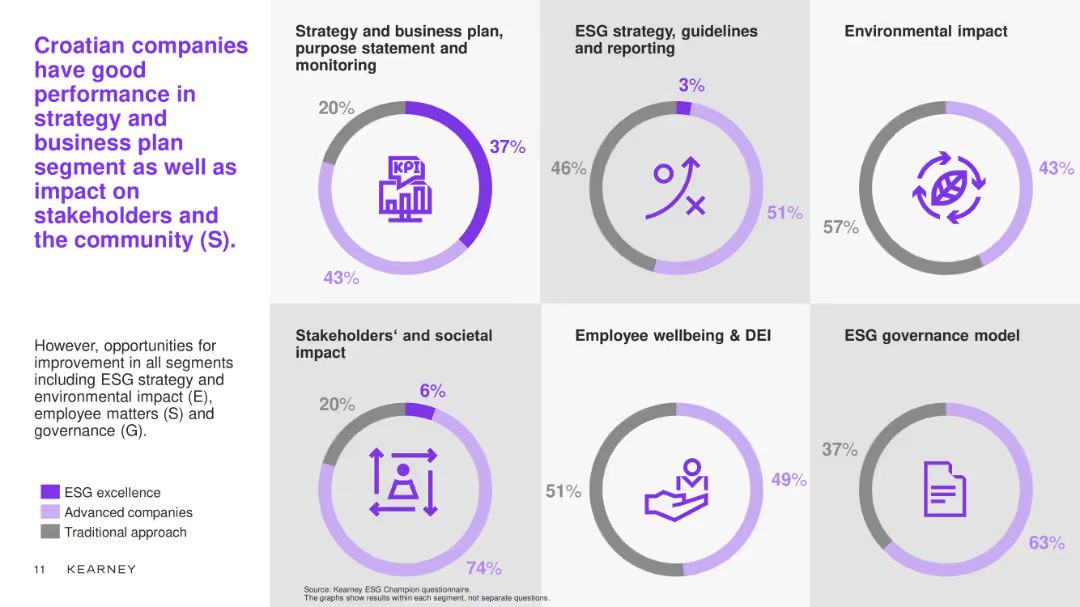 Croatian companies
have good
performance in
strategy and
business plan
segment as well as
impact on
stakeholders and
the community (S).
However, opportunities for
improvement in all segments
including ESG strategy and
environmental impact (E),
employee matters (S) and
governance (G).
ESG excellence
Advanced companies
Traditional approach
11 KEARNEY
Strategy and business plan,
purpose statement and
monitoring
20%
37%
KPI
43%
ESG strategy, guidelines
and reporting
3%
46%
51%
Environmental impact
43%
57%
Stakeholders‘ and societal
impact
6%
20%
74%
Employee wellbeing & DEI
49%
51%
ESG governance model
37%
63%
Source: Kearney ESG Champion questionnaire.
The graphs show results within each segment, not separate questions.